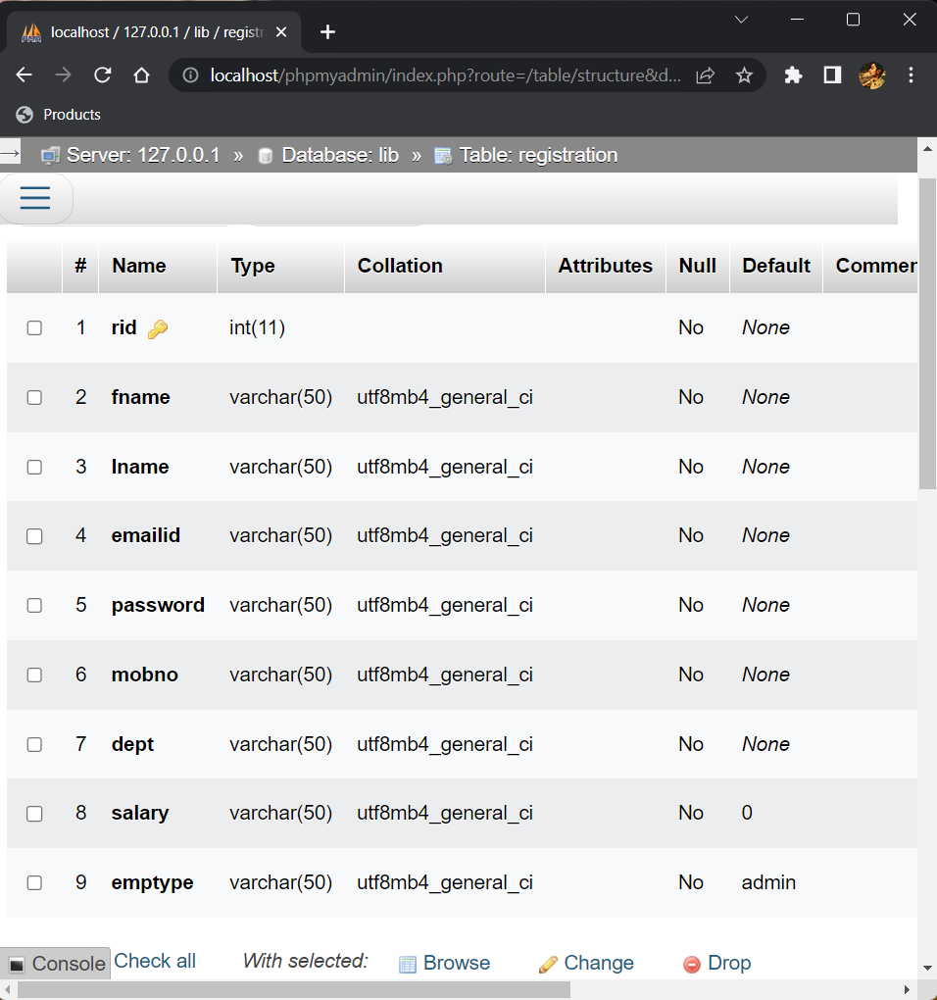 localhost / 127.0.0.1 / lib / registr
localhost/phpmyadmin/index.php?route=/table/structure&d...
Products
Server: 127.0.0.1 » Database: lib » Table: registration
# Name Type Collation Attributes Null Default Commen
1 rid int(11) No None
2 fname varchar(50) utf8mb4_general_ci No None
3 lname varchar(50) utf8mb4_general_ci No None
4 emailid varchar(50) utf8mb4_general_ci No None
5 password varchar(50) utf8mb4_general_ci No None
6 mobno varchar(50) utf8mb4_general_ci No None
7 dept varchar(50) utf8mb4_general_ci No None
8 salary varchar(50) utf8mb4_general_ci No 0
9 emptype varchar(50) utf8mb4_general_ci No admin
Console Check all With selected: Browse Change Drop